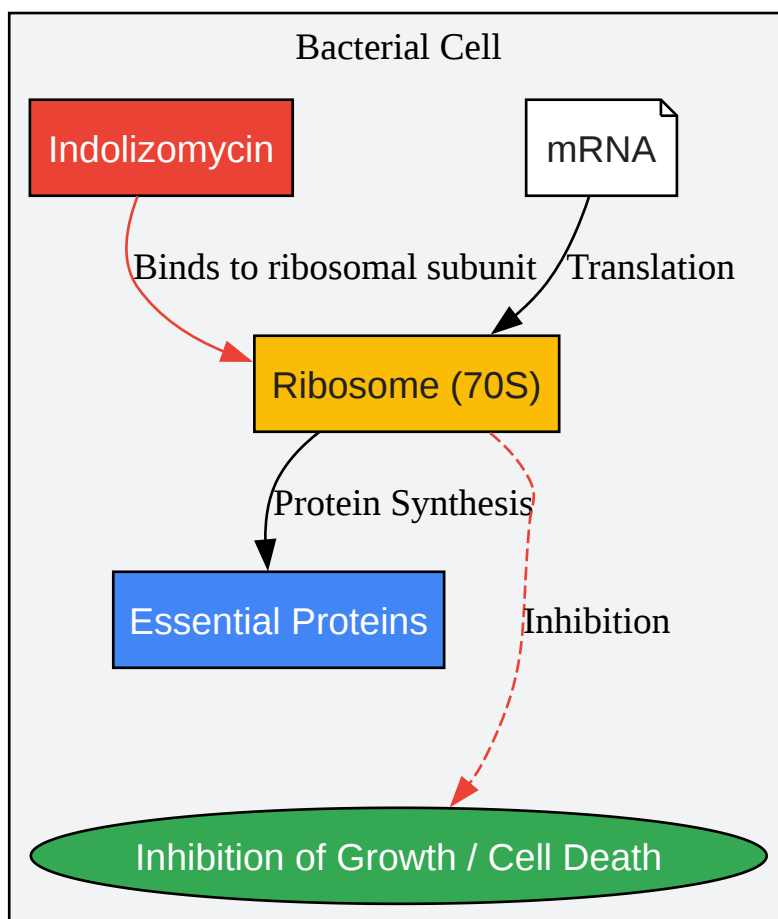 Bacterial Cell
Indolizomycin
mRNA
Binds to ribosomal subunit
Translation
Ribosome (70S)
Protein Synthesis
Essential Proteins
Inhibition
Inhibition of Growth / Cell Death